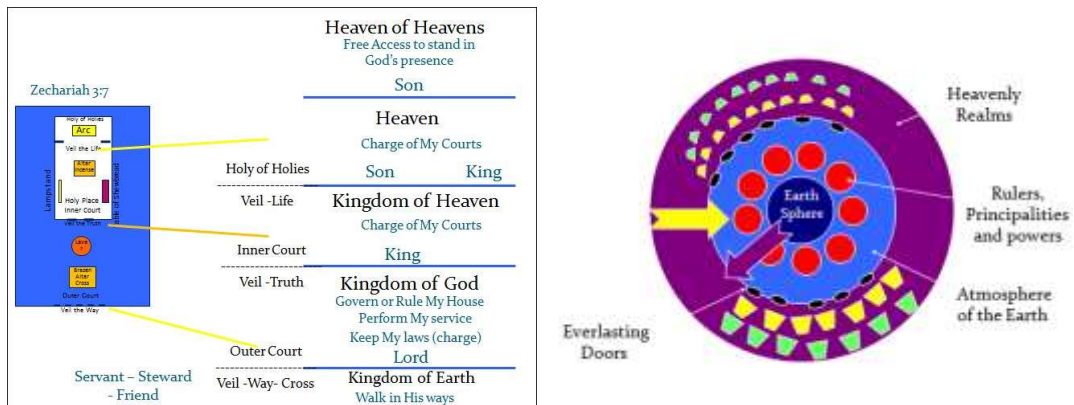 Zechariah 3:7
Holy of Holies
Arc
Veil the Life
Altar
Incense
Lampstand
Table of Shewbread
Holy Place
Inner Court
Veil the Truth
Brazen
Altar
Cross
Outer Court
Veil the Way
Servant – Steward
- Friend
Heaven of Heavens
Free Access to stand in
God's presence
Son
Heaven
Charge of My Courts
Holy of Holies
Son King
Veil -Life
Kingdom of Heaven
Charge of My Courts
Inner Court
King
Veil -Truth
Kingdom of God
Govern or Rule My House
Perform My service
Keep My laws (charge)
Outer Court
Lord
Veil -Way- Cross
Kingdom of Earth
Walk in His ways
Heavenly
Realms
Earth
Sphere
Rulers,
Principalities
and powers
Atmosphere
of the Earth
Everlasting
Doors